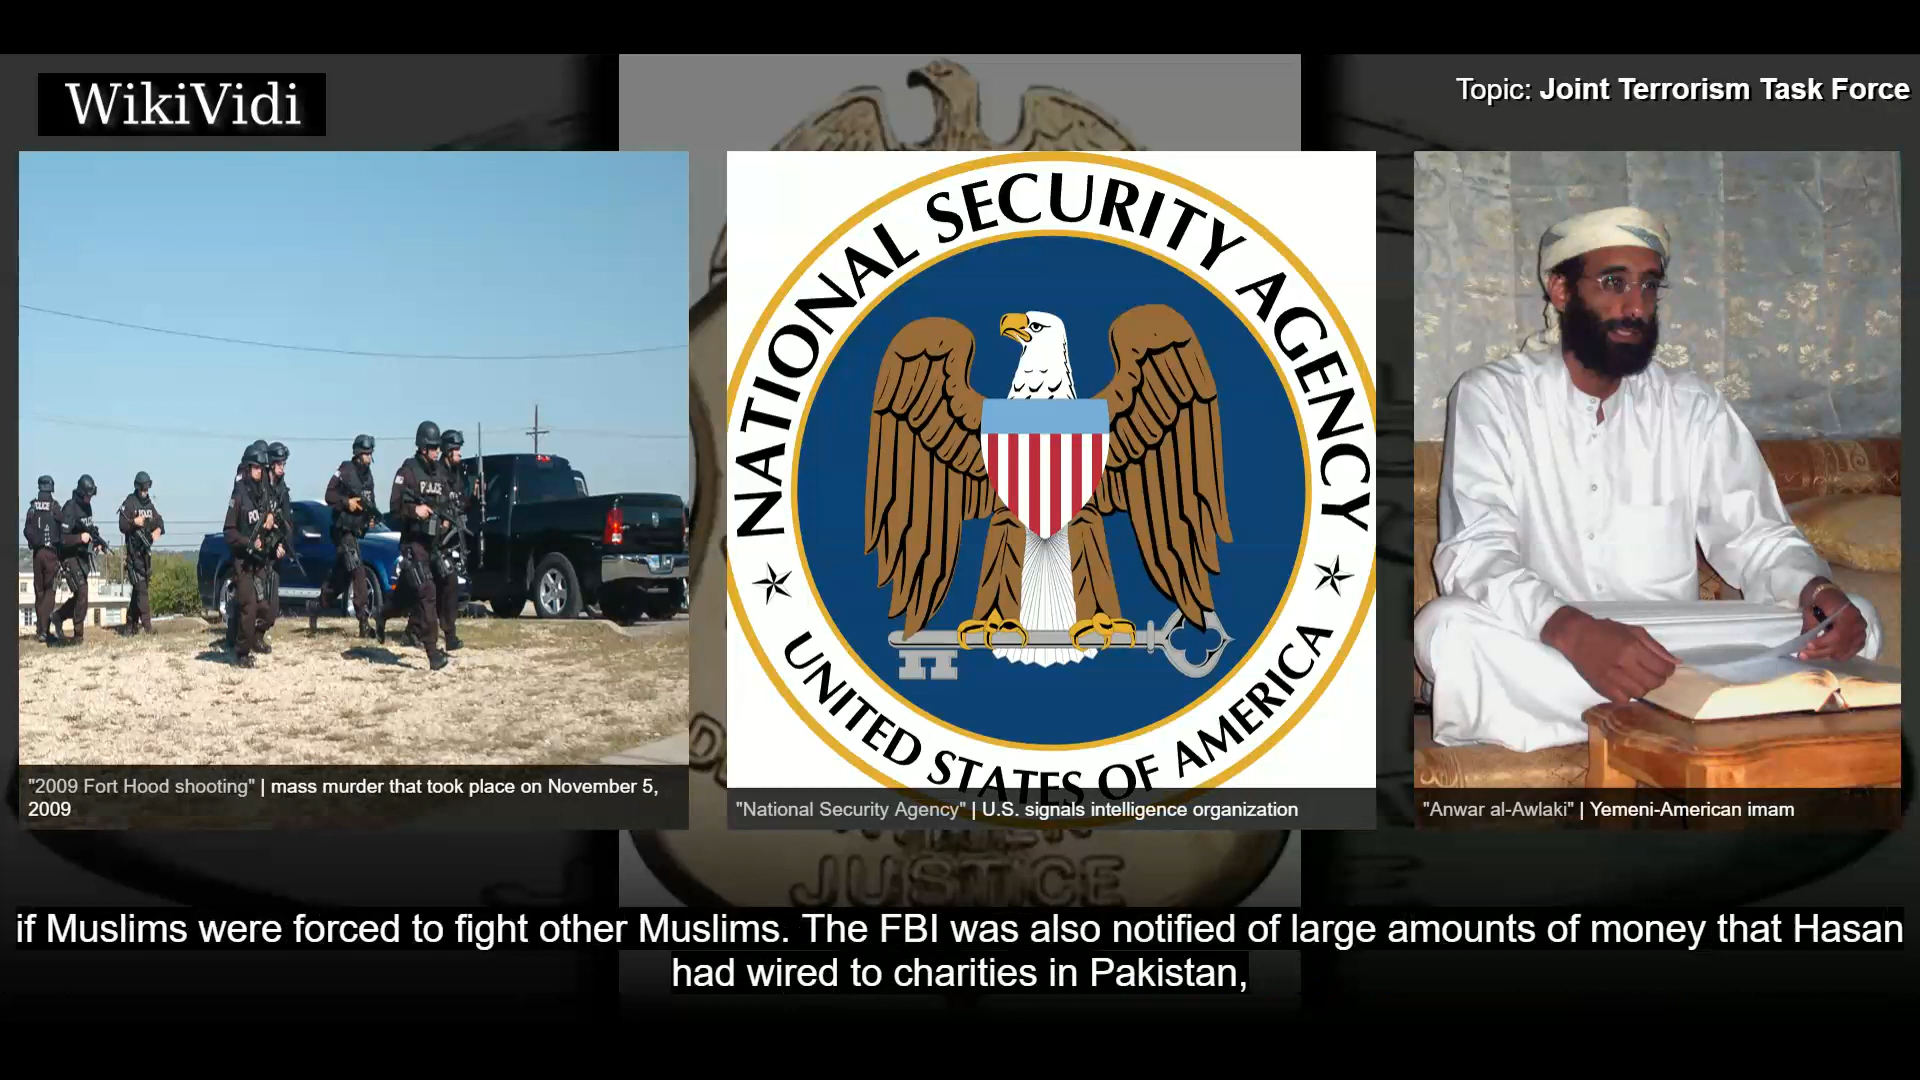 WikiVidi
Topic: Joint Terrorism Task Force
POLICE
POLICE
NATIONAL SECURITY AGENCY
UNITED STATES OF AMERICA
"2009 Fort Hood shooting" | mass murder that took place on November 5,
2009
"National Security Agency" | U.S. signals intelligence organization
"Anwar al-Awlaki" | Yemeni-American imam
JUSTICE
if Muslims were forced to fight other Muslims. The FBI was also notified of large amounts of money that Hasan
had wired to charities in Pakistan,